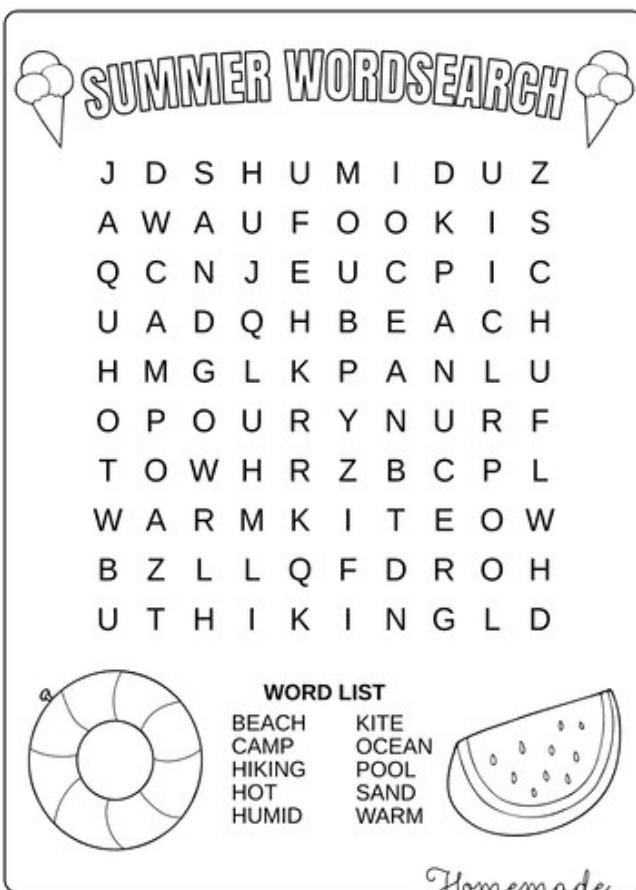 SUMMER WORDSEARCH
J D S H U M I D U Z
A W A U F O O K I S
Q C N J E U C P I C
U A D Q H B E A C H
H M G L K P A N L U
O P O U R Y N U R F
T O W H R Z B C P L
W A R M K I T E O W
B Z L L Q F D R O H
U T H I K I N G L D
WORD LIST
BEACH KITE
CAMP OCEAN
HIKING POOL
HOT SAND
HUMID WARM
Homemade